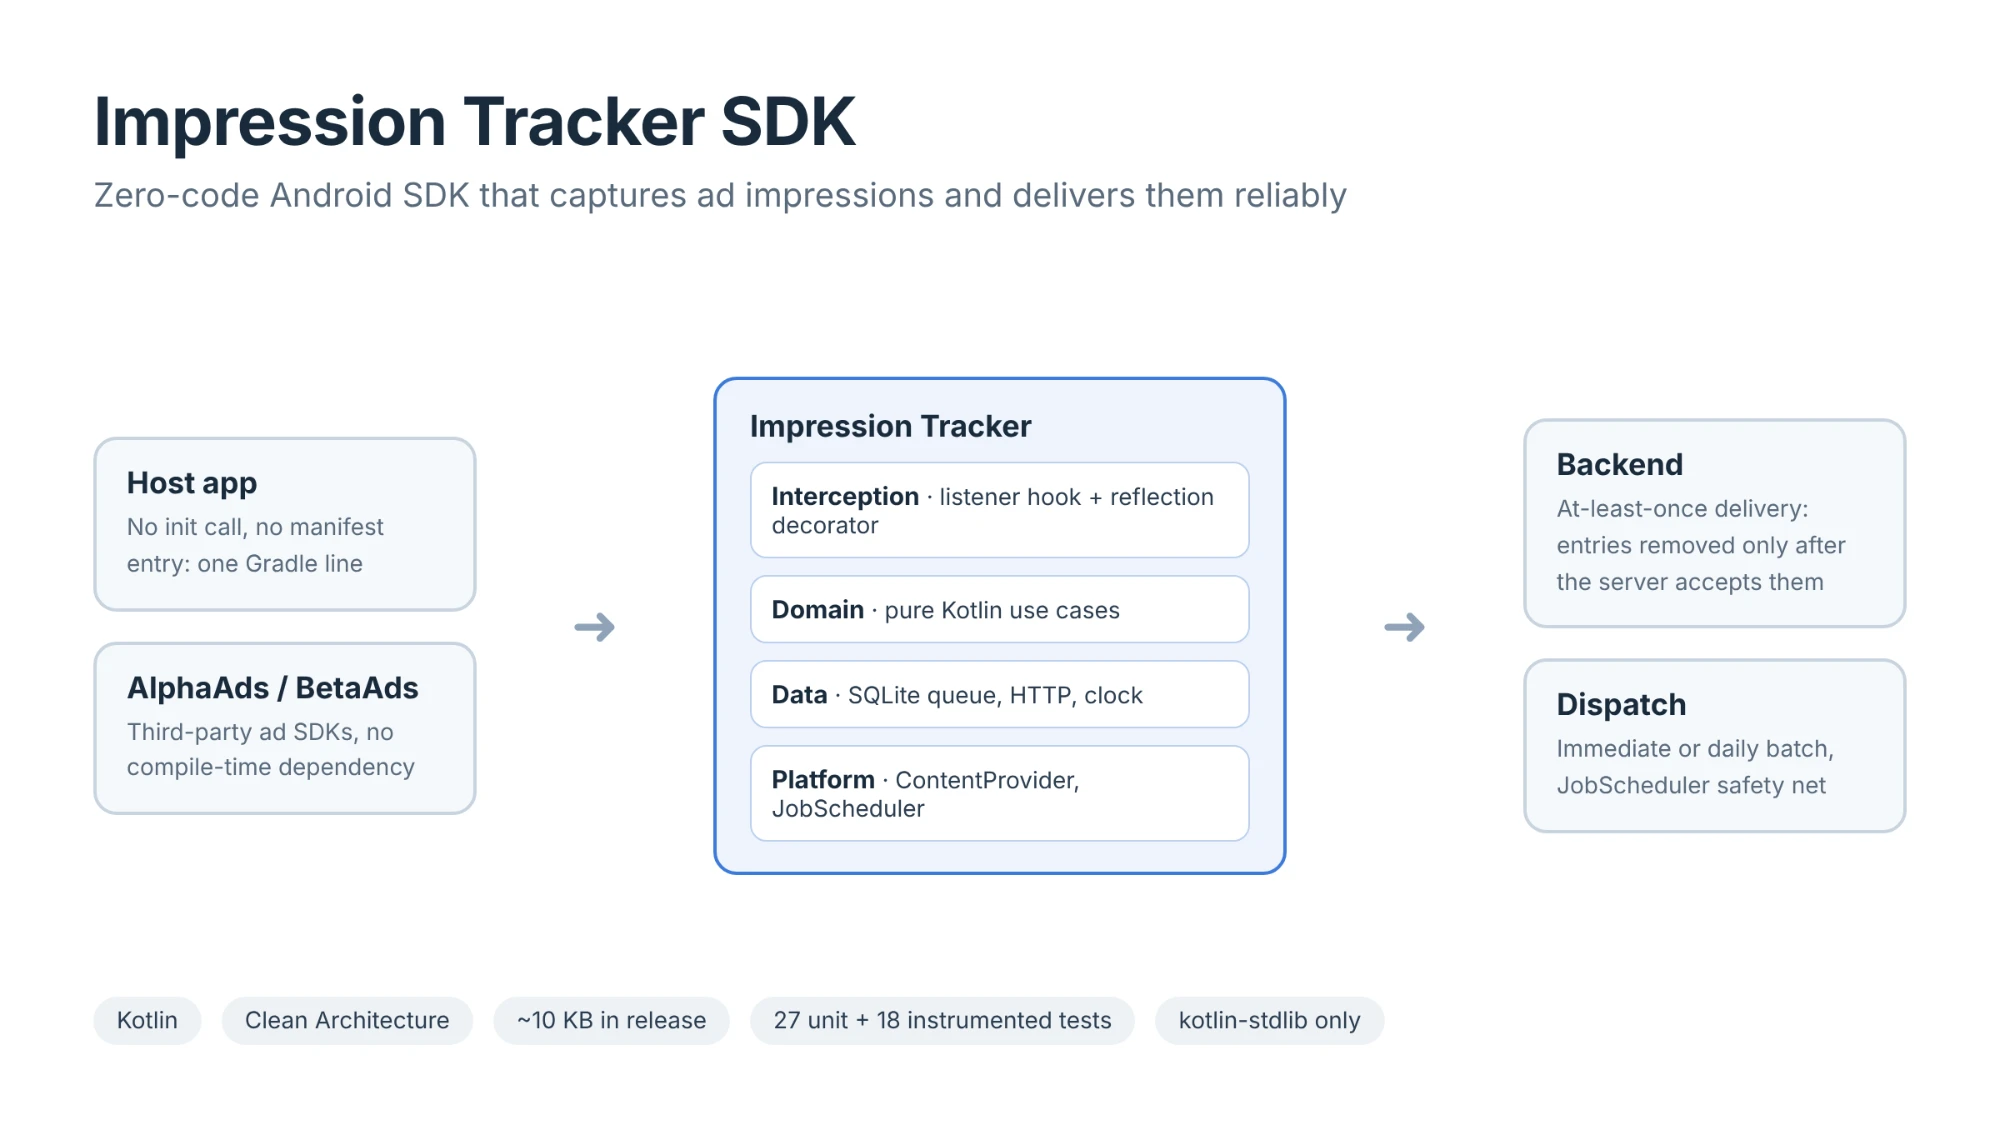 Impression Tracker SDK
Zero-code Android SDK that captures ad impressions and delivers them reliably
Host app
No init call, no manifest
entry: one Gradle line
AlphaAds / BetaAds
Third-party ad SDKs, no
compile-time dependency
➜
Impression Tracker
Interception · listener hook + reflection
decorator
Domain · pure Kotlin use cases
Data · SQLite queue, HTTP, clock
Platform · ContentProvider,
JobScheduler
➜
Backend
At-least-once delivery:
entries removed only after
the server accepts them
Dispatch
Immediate or daily batch,
JobScheduler safety net
Kotlin
Clean Architecture
~10 KB in release
27 unit + 18 instrumented tests
kotlin-stdlib only